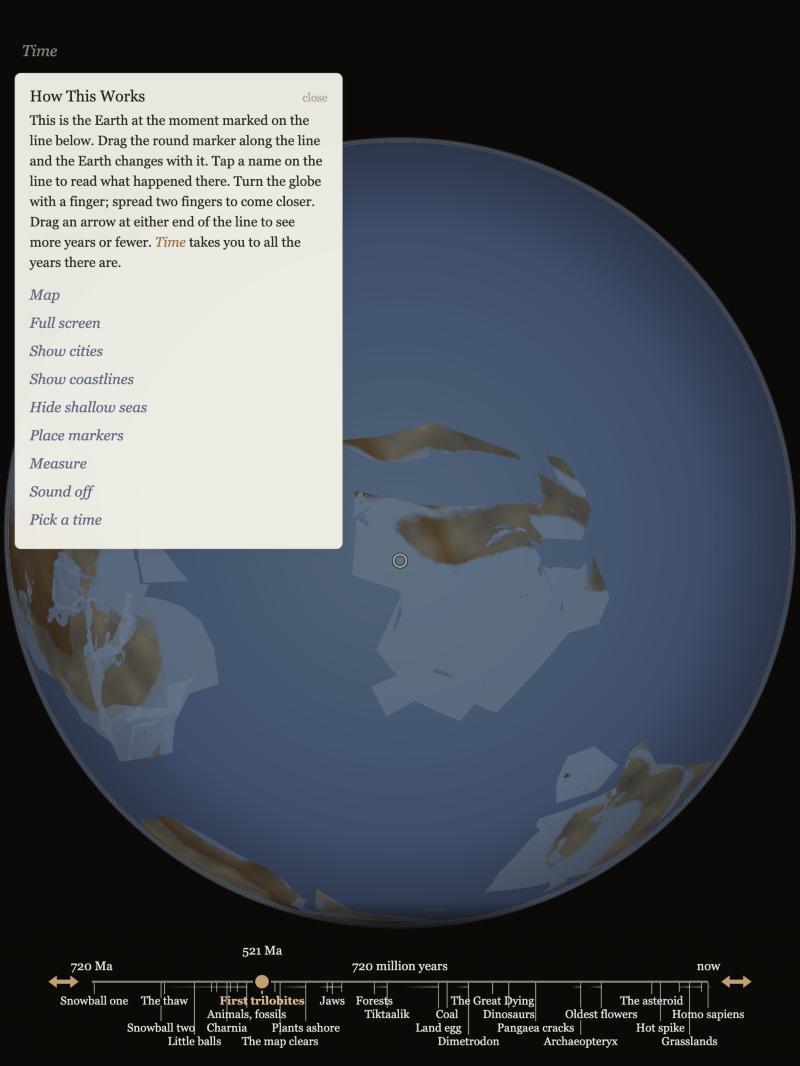 Time
How This Works
close
This is the Earth at the moment marked on the
line below. Drag the round marker along the line
and the Earth changes with it. Tap a name on the
line to read what happened there. Turn the globe
with a finger; spread two fingers to come closer.
Drag an arrow at either end of the line to see
more years or fewer. Time takes you to all the
years there are.
Map
Full screen
Show cities
Show coastlines
Hide shallow seas
Place markers
Measure
Sound off
Pick a time
521 Ma
720 Ma 720 million years now
Snowball one The thaw First trilobites Jaws Forests The Great Dying The asteroid
Animals, fossils Tiktaalik Coal Dinosaurs Oldest flowers Homo sapiens
Snowball two Charnia Plants ashore Land egg Pangaea cracks Hot spike
Little balls The map clears Dimetrodon Archaeopteryx Grasslands